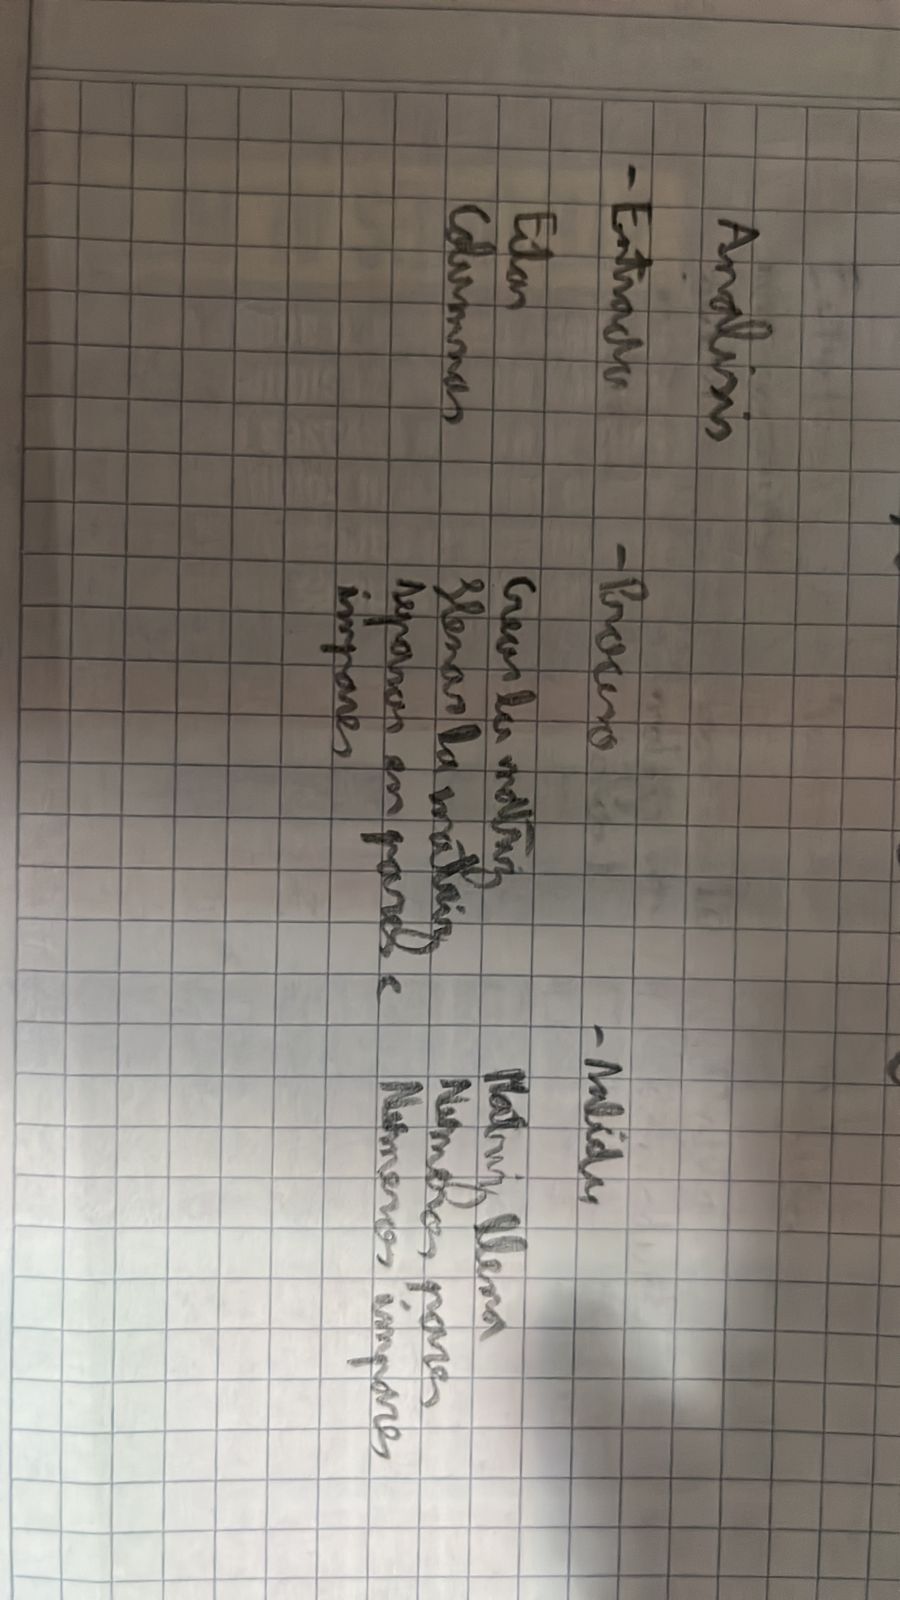 Analisis
- Entrada
Filas
Columnas
- Proceso
Crear la matriz
llenar la matriz
separar en pares e
impares
- Salida
Matriz llena
Numeros pares
Numeros impares